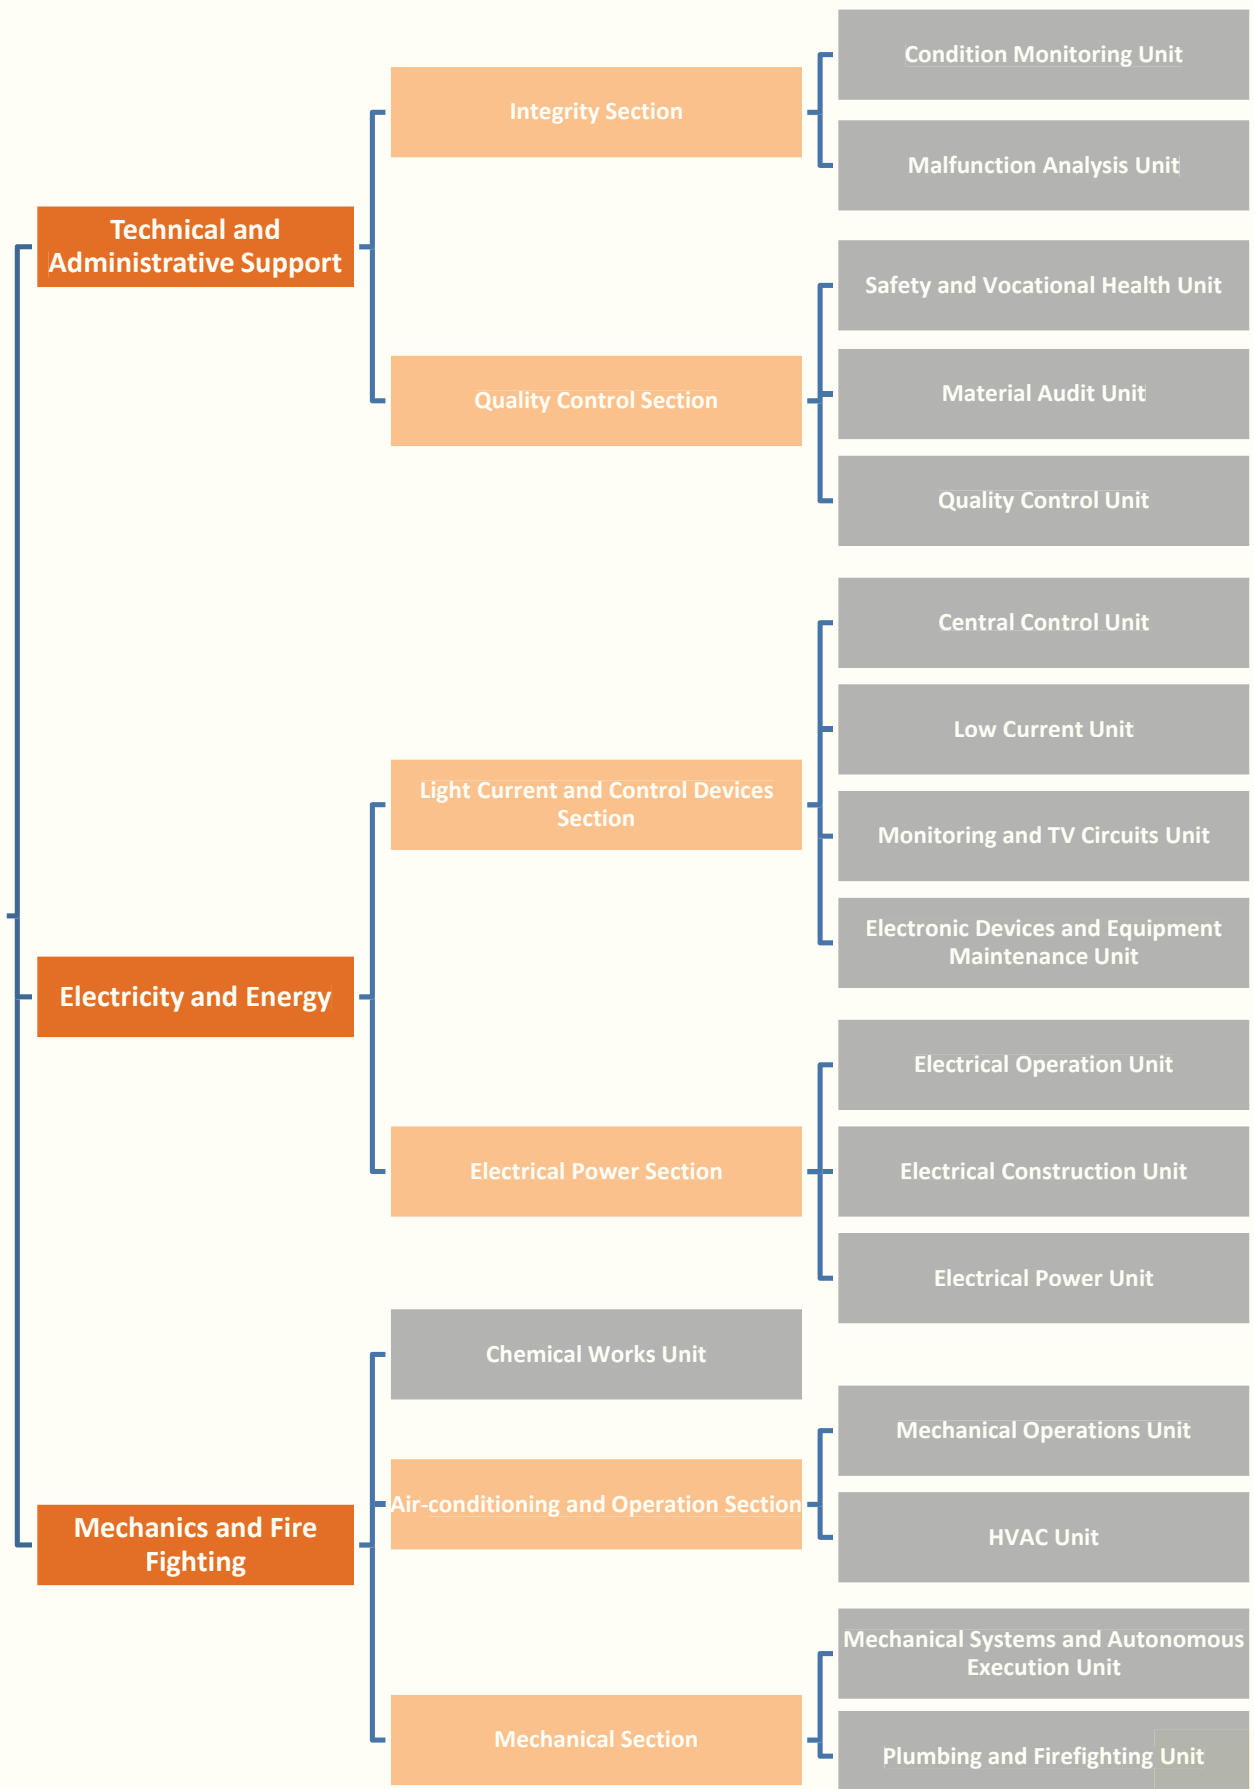 Technical and
Administrative Support
Integrity Section
Condition Monitoring Unit
Malfunction Analysis Unit
Quality Control Section
Safety and Vocational Health Unit
Material Audit Unit
Quality Control Unit
Electricity and Energy
Light Current and Control Devices
Section
Central Control Unit
Low Current Unit
Monitoring and TV Circuits Unit
Electronic Devices and Equipment
Maintenance Unit
Electrical Power Section
Electrical Operation Unit
Electrical Construction Unit
Electrical Power Unit
Mechanics and Fire
Fighting
Chemical Works Unit
Air-conditioning and Operation Section
Mechanical Operations Unit
HVAC Unit
Mechanical Section
Mechanical Systems and Autonomous
Execution Unit
Plumbing and Firefighting Unit